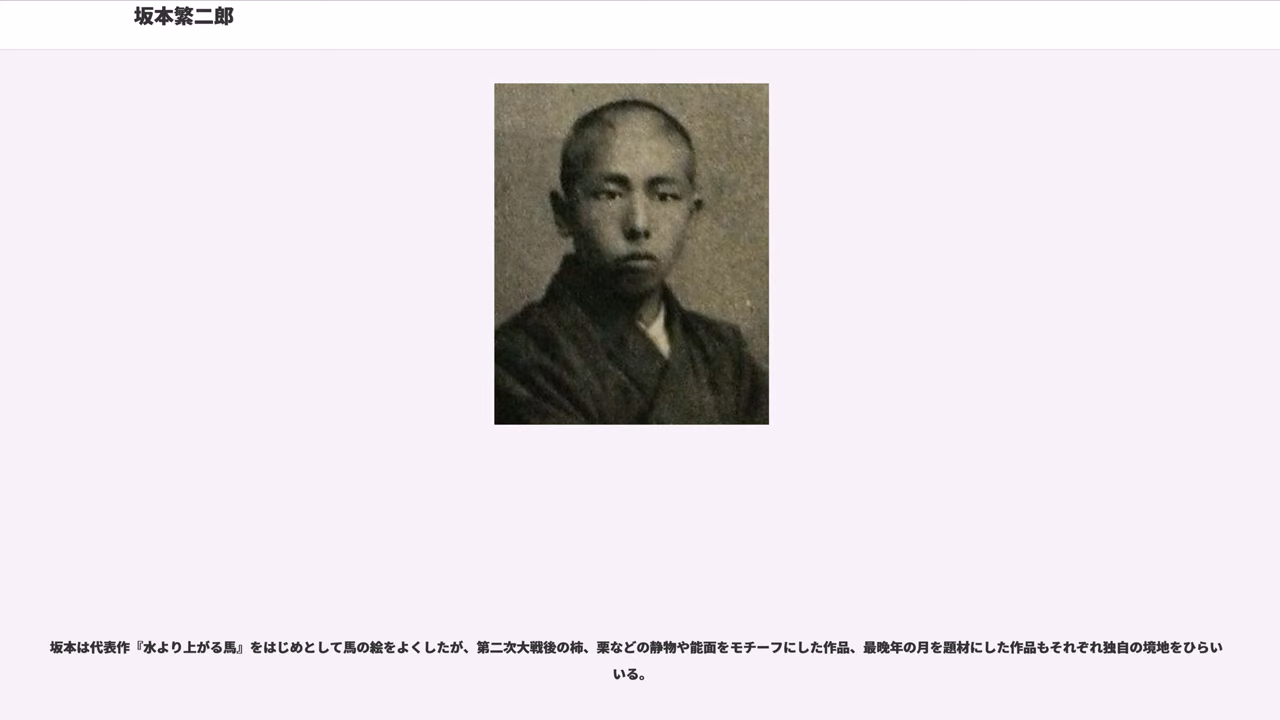 坂本繁二郎
坂本は代表作『水より上がる馬』をはじめとして馬の絵をよくしたが、第二次大戦後の柿、栗などの静物や能面をモチーフにした作品、最晩年の月を題材にした作品もそれぞれ独自の境地をひらい
いる。